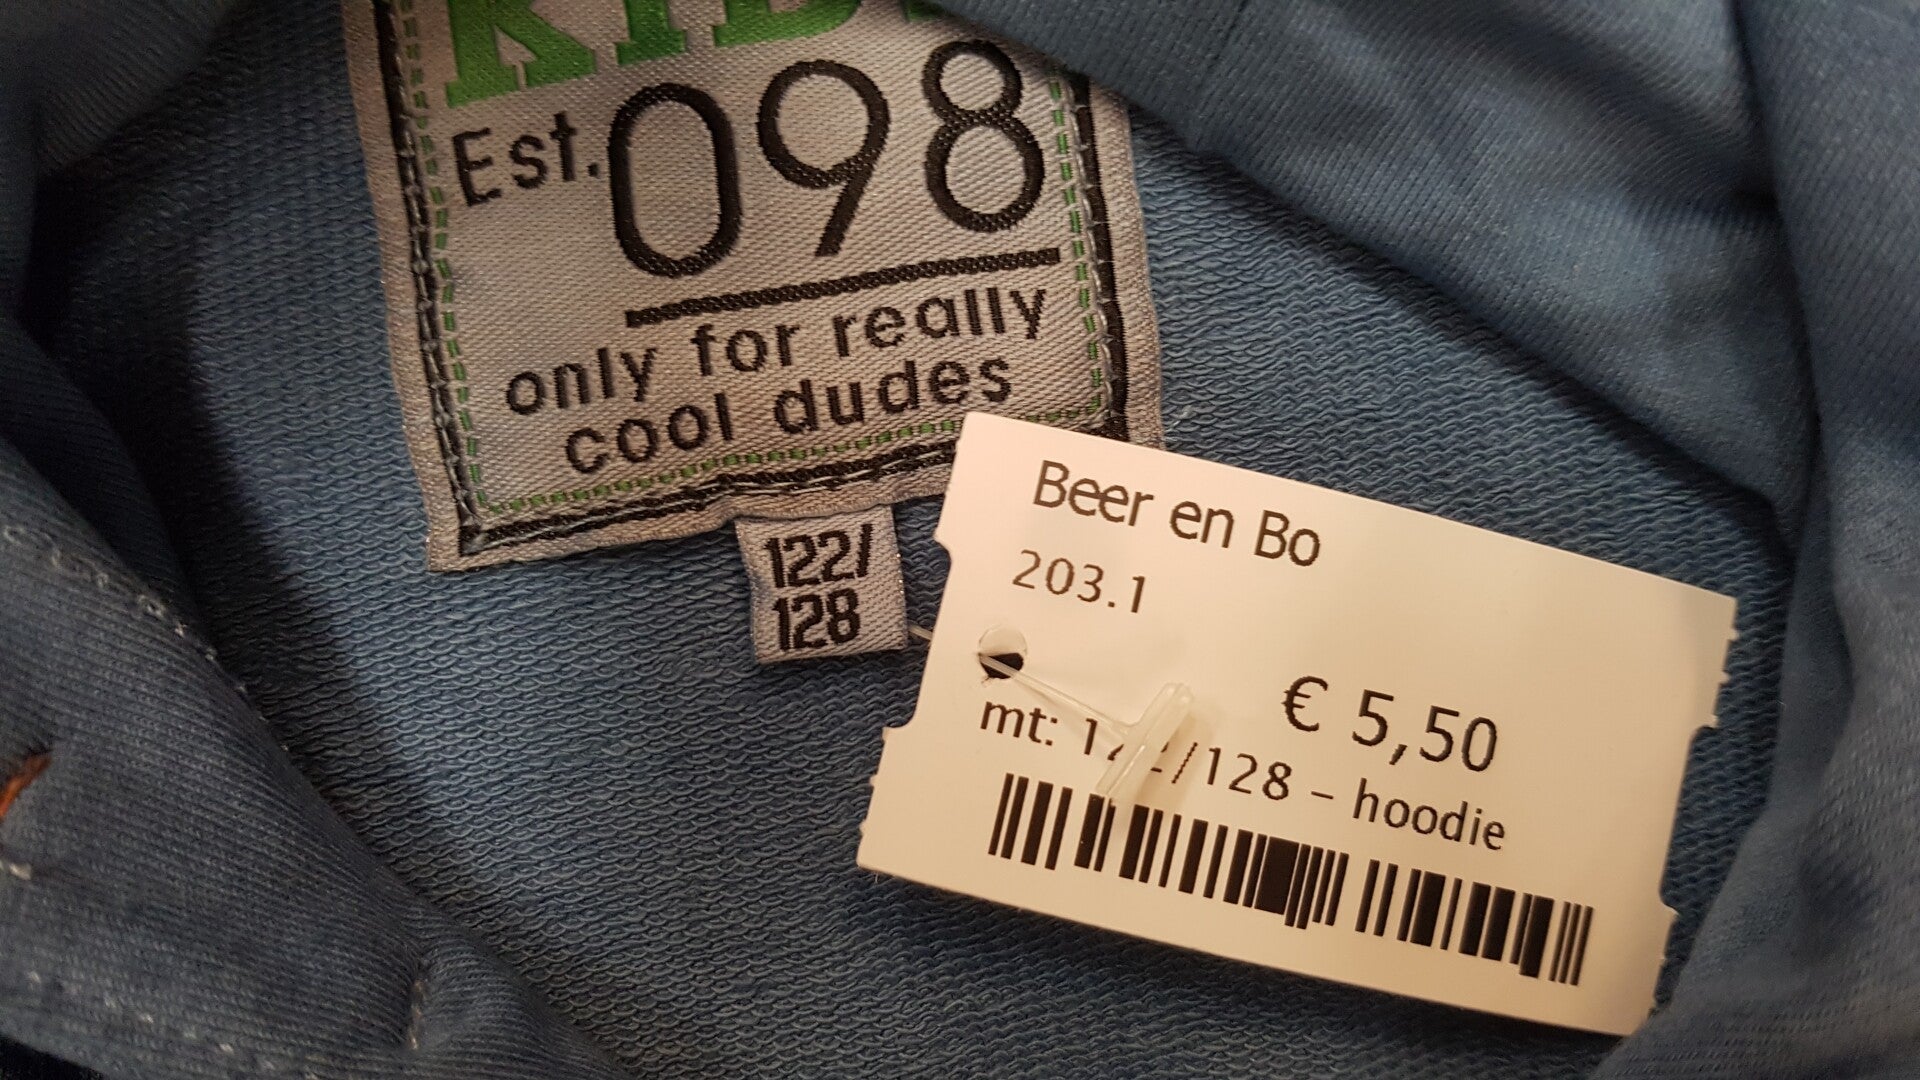 Est. 098
only for really
cool dudes
122/
128
Beer en Bo
203.1
€ 5,50
mt: 122/128 – hoodie